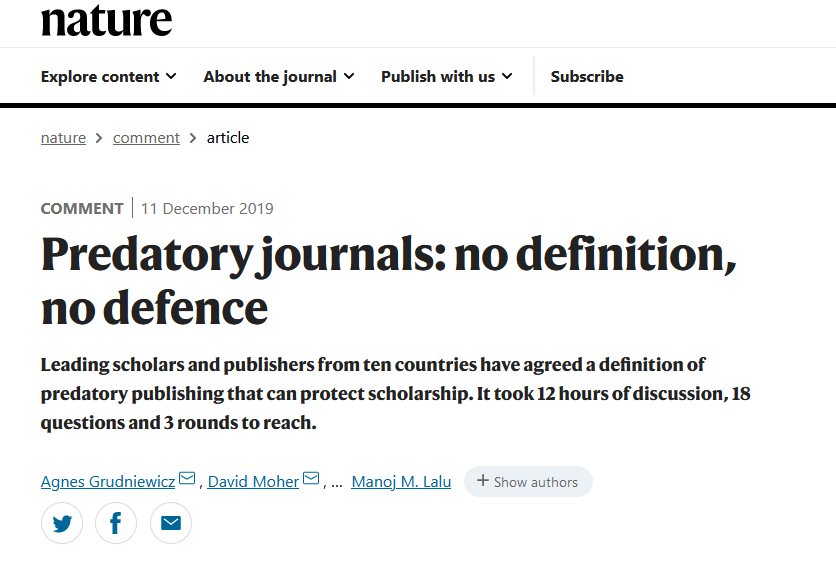 nature
Explore content About the journal Publish with us Subscribe
nature > comment > article
COMMENT | 11 December 2019
Predatory journals: no definition,
no defence
Leading scholars and publishers from ten countries have agreed a definition of
predatory publishing that can protect scholarship. It took 12 hours of discussion, 18
questions and 3 rounds to reach.
Agnes Grudniewicz , David Moher , ... Manoj M. Lalu + Show authors